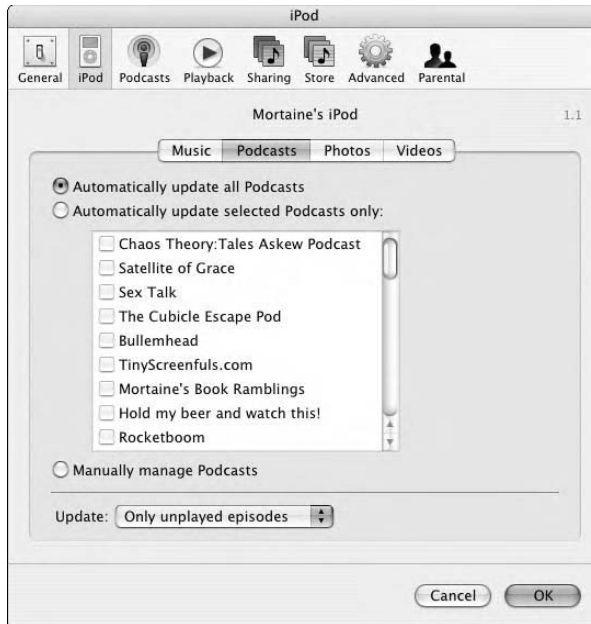 iPod
General iPod Podcasts Playback Sharing Store Advanced Parental
Mortaine's iPod 1.1
Music Podcasts Photos Videos
Automatically update all Podcasts
Automatically update selected Podcasts only:
Chaos Theory:Tales Askew Podcast
Satellite of Grace
Sex Talk
The Cubicle Escape Pod
Bullemhead
TinyScreenfuls.com
Mortaine's Book Ramblings
Hold my beer and watch this!
Rocketboom
Manually manage Podcasts
Update: Only unplayed episodes
Cancel OK